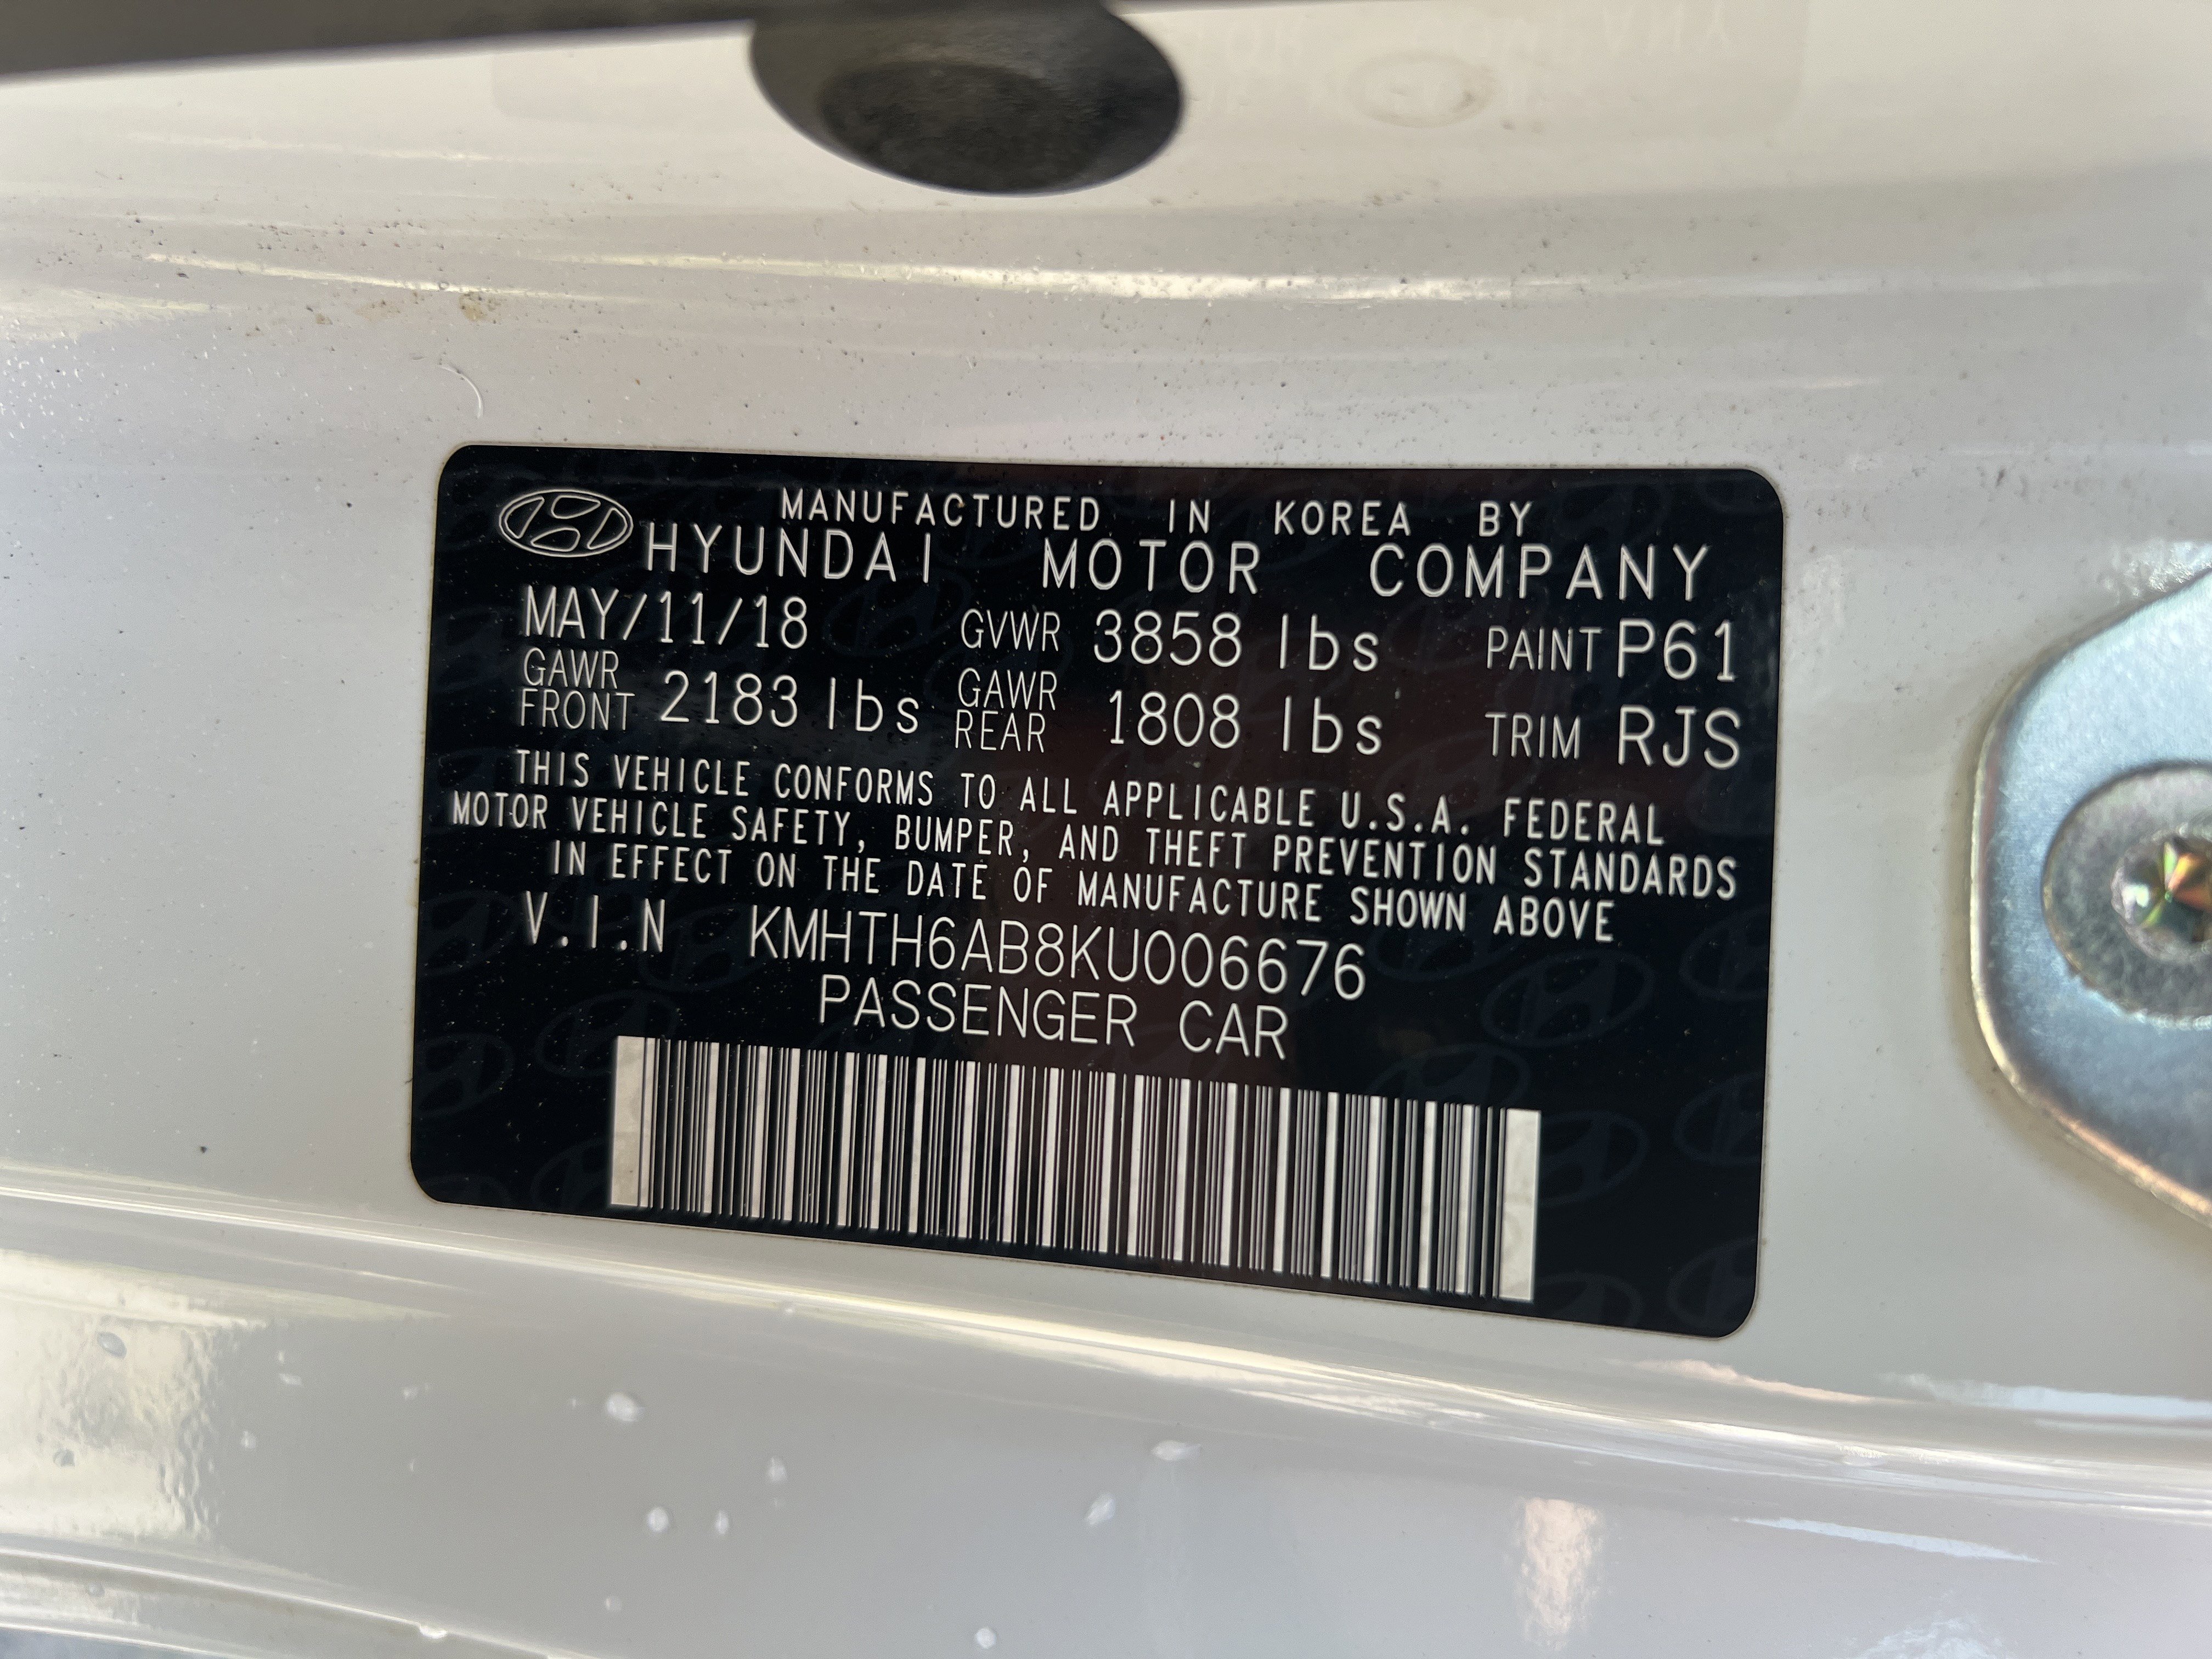 MANUFACTURED IN KOREA BY
HYUNDAI MOTOR COMPANY
MAY/11/18 GVWR 3858 lbs PAINT P61
GAWR FRONT 2183 lbs GAWR REAR 1808 lbs TRIM RJS
THIS VEHICLE CONFORMS TO ALL APPLICABLE U.S.A. FEDERAL
MOTOR VEHICLE SAFETY, BUMPER, AND THEFT PREVENTION STANDARDS
IN EFFECT ON THE DATE OF MANUFACTURE SHOWN ABOVE
V.I.N KMHTH6AB8KU006676
PASSENGER CAR